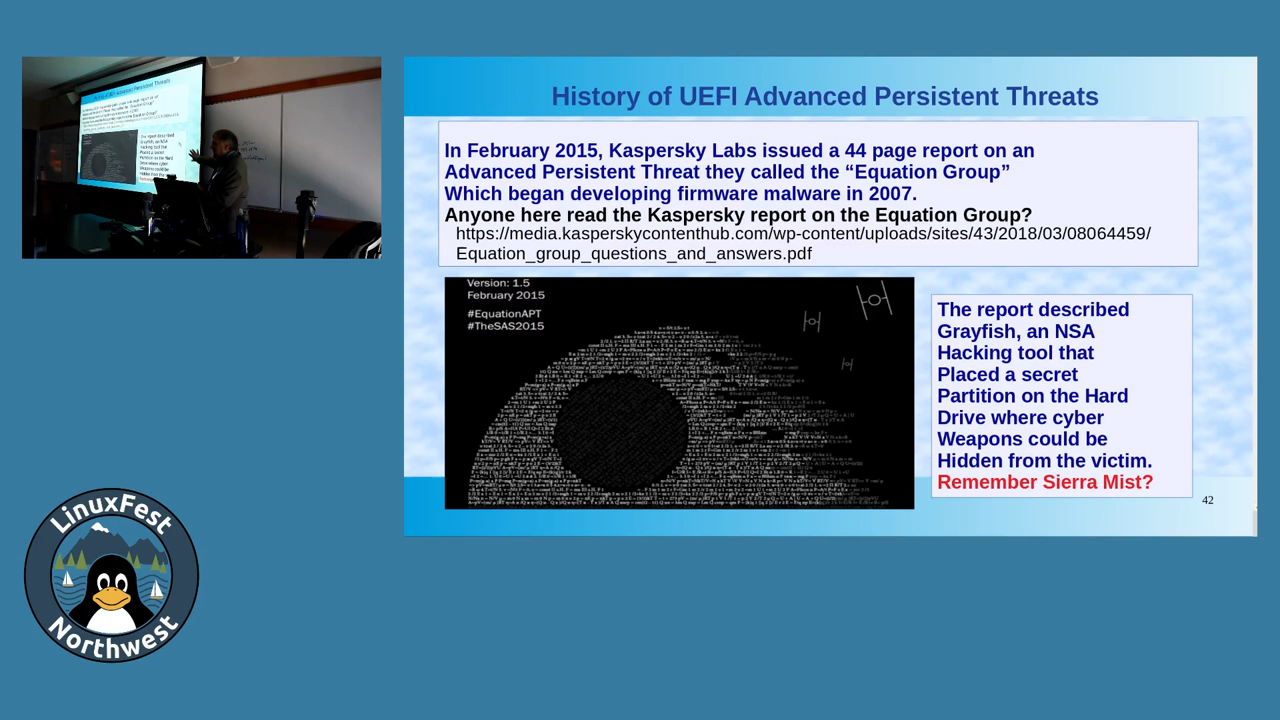 History of UEFI Advanced Persistent Threats
In February 2015, Kaspersky Labs issued a 44 page report on an
Advanced Persistent Threat they called the “Equation Group”
Which began developing firmware malware in 2007.
Anyone here read the Kaspersky report on the Equation Group?
https://media.kasperskycontenthub.com/wp-content/uploads/sites/43/2018/03/08064459/
Equation_group_questions_and_answers.pdf
Version: 1.5
February 2015
#EquationAPT
#TheSAS2015
The report described
Grayfish, an NSA
Hacking tool that
Placed a secret
Partition on the Hard
Drive where cyber
Weapons could be
Hidden from the victim.
Remember Sierra Mist?
42
LinuxFest
Northwest